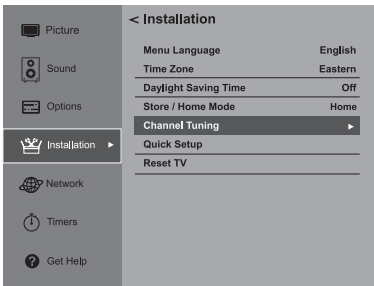 Picture
Sound
Options
Installation
Network
Timers
Get Help
< Installation
Menu Language English
Time Zone Eastern
Daylight Saving Time Off
Store / Home Mode Home
Channel Tuning
Quick Setup
Reset TV